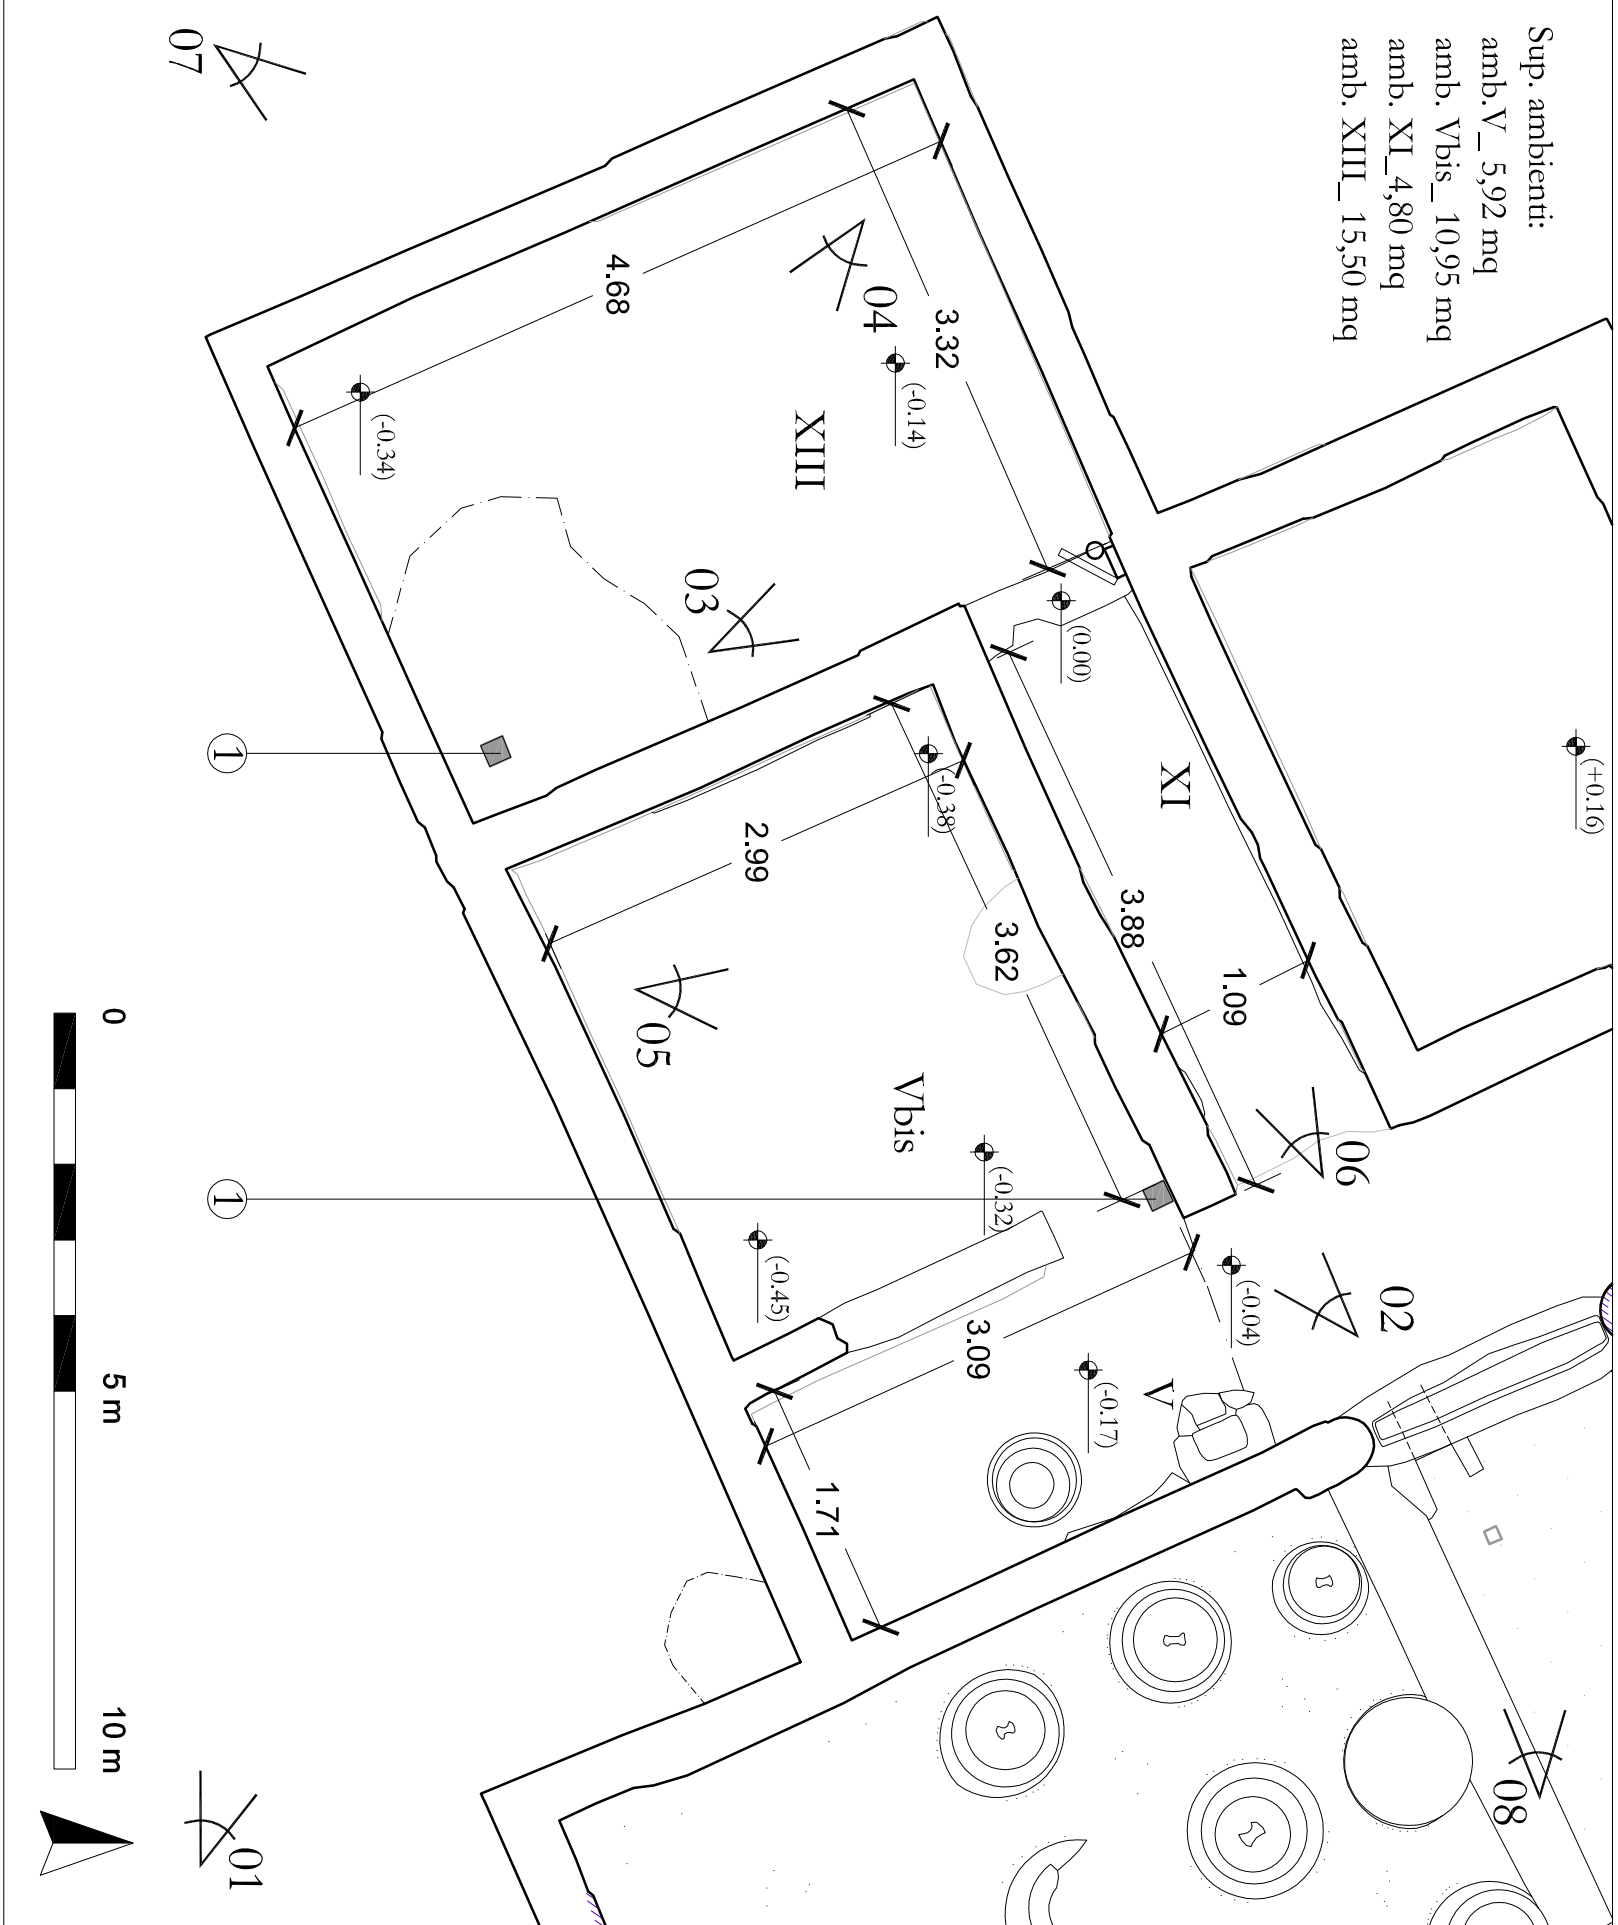 Sup. ambienti:
amb.V_ 5,92 mq
amb. Vbis_ 10,95 mq
amb. XI_4,80 mq
amb. XIII_ 15,50 mq
07
04
4.68
3.32
(-0.14)
(-0.34)
XIII
03
(0.00)
1
XI
(+0.16)
(-0.38)
2.99
3.62
3.88
1.09
05
Vbis
06
(-0.32)
1
(-0.45)
(-0.04)
02
3.09
(-0.17)
V
1.71
08
01
0
5 m
10 m